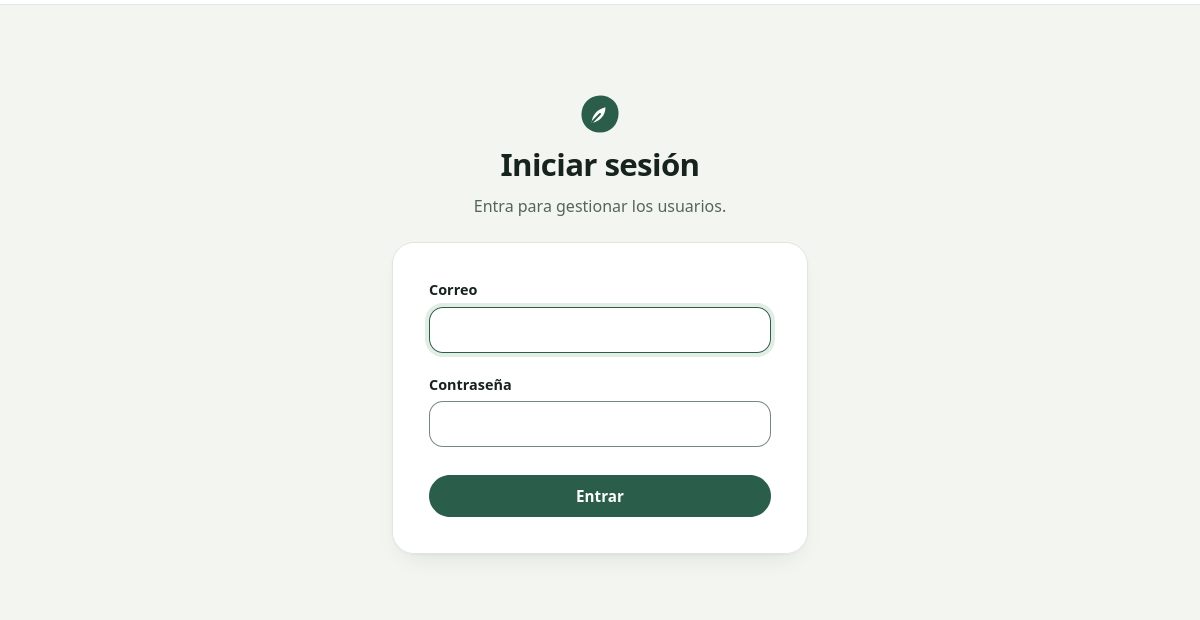 Iniciar sesión
Entra para gestionar los usuarios.
Correo
Contraseña
Entrar